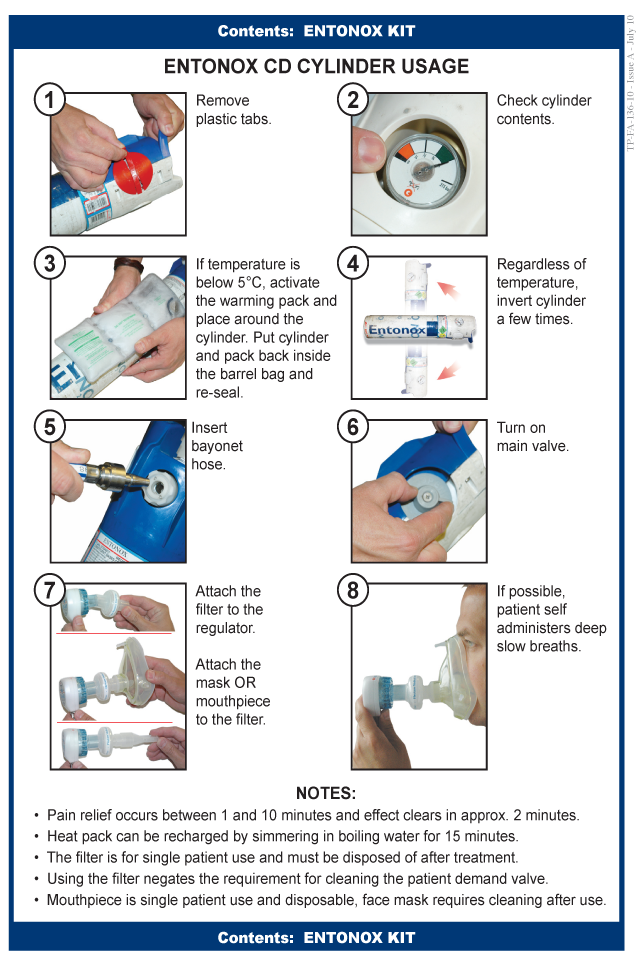 Contents: ENTONOX KIT
TP-FA-136-10 - Issue A - July 10
ENTONOX CD CYLINDER USAGE
1
Remove
plastic tabs.
2
Check cylinder
contents.
3
If temperature is
below 5°C, activate
the warming pack and
place around the
cylinder. Put cylinder
and pack back inside
the barrel bag and
re-seal.
4
Regardless of
temperature,
invert cylinder
a few times.
Entonox
5
Insert
bayonet
hose.
ENTONOX
6
Turn on
main valve.
7
Attach the
filter to the
regulator.
Attach the
mask OR
mouthpiece
to the filter.
8
If possible,
patient self
administers deep
slow breaths.
NOTES:
• Pain relief occurs between 1 and 10 minutes and effect clears in approx. 2 minutes.
• Heat pack can be recharged by simmering in boiling water for 15 minutes.
• The filter is for single patient use and must be disposed of after treatment.
• Using the filter negates the requirement for cleaning the patient demand valve.
• Mouthpiece is single patient use and disposable, face mask requires cleaning after use.
Contents: ENTONOX KIT